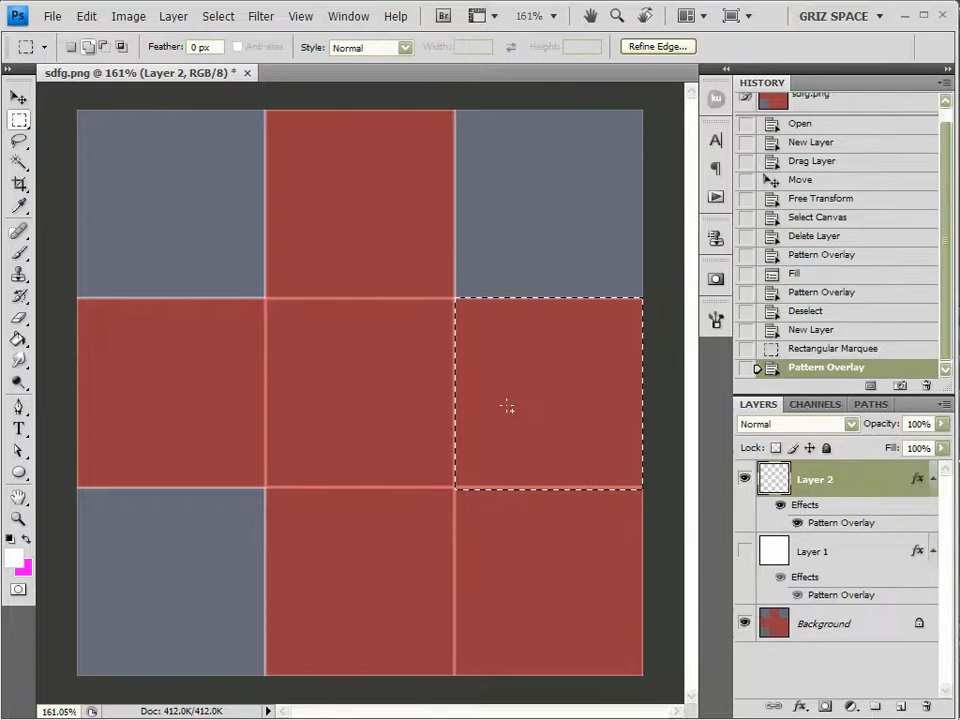 Ps File Edit Image Layer Select Filter View Window Help Br 161% GRIZ SPACE
Feather: 0 px Anti-alias Style: Normal Width: Height: Refine Edge...
sdfg.png @ 161% (Layer 2, RGB/8) *
HISTORY
sdfg.png
Open
New Layer
Drag Layer
Move
Free Transform
Select Canvas
Delete Layer
Pattern Overlay
Fill
Pattern Overlay
Deselect
New Layer
Rectangular Marquee
Pattern Overlay
LAYERS CHANNELS PATHS
Normal Opacity: 100%
Lock: Fill: 100%
Layer 2 fx
Effects
Pattern Overlay
Layer 1 fx
Effects
Pattern Overlay
Background
161.05% Doc: 412.0K/412.0K